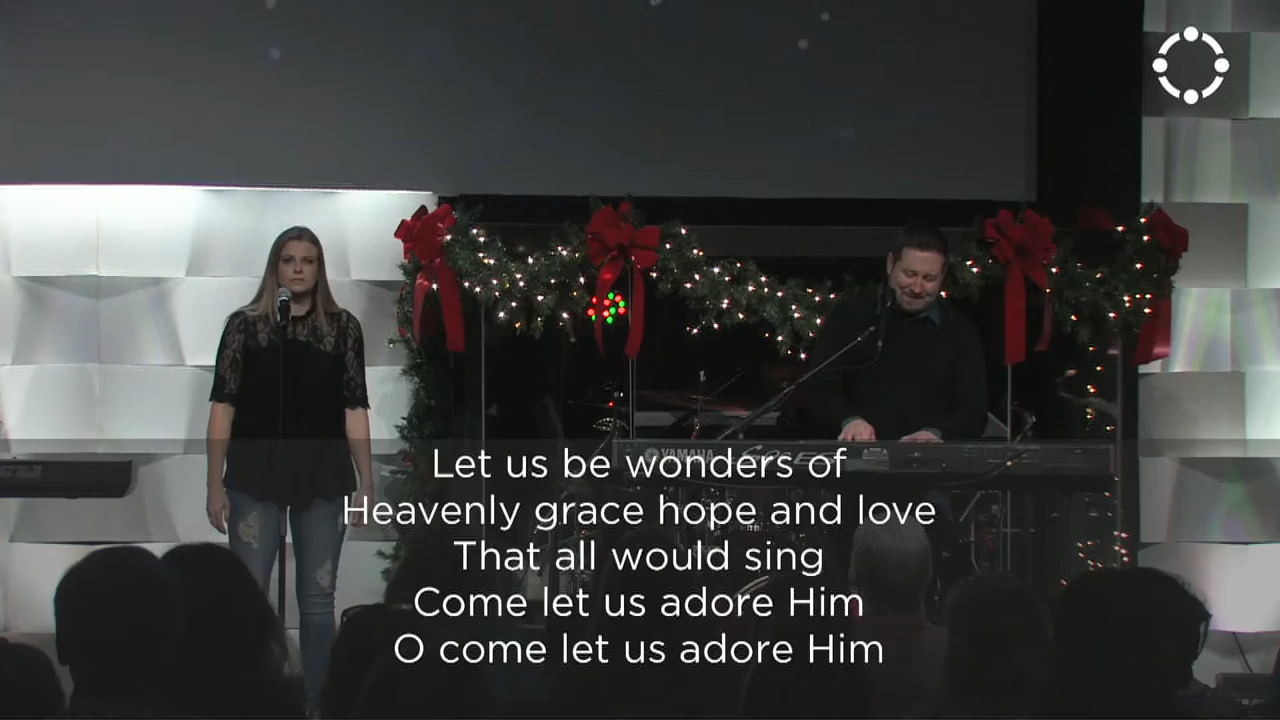 YAMAHA
Let us be wonders of
Heavenly grace hope and love
That all would sing
Come let us adore Him
O come let us adore Him